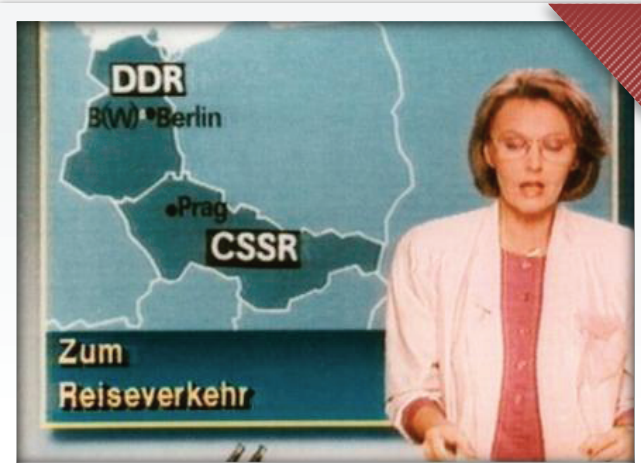 DDR
B(W) Berlin
Prag
CSSR
Zum
Reiseverkehr